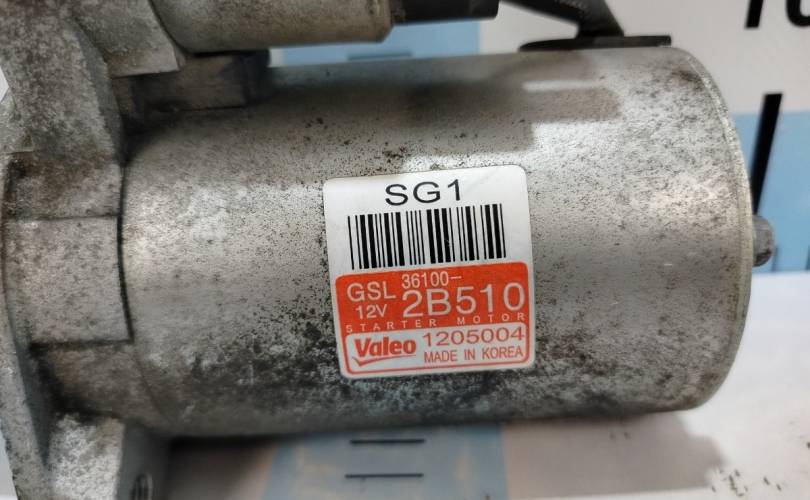 SG1
GSL 36100-
12V 2B510
STARTER MOTOR
Valeo 1205004
MADE IN KOREA